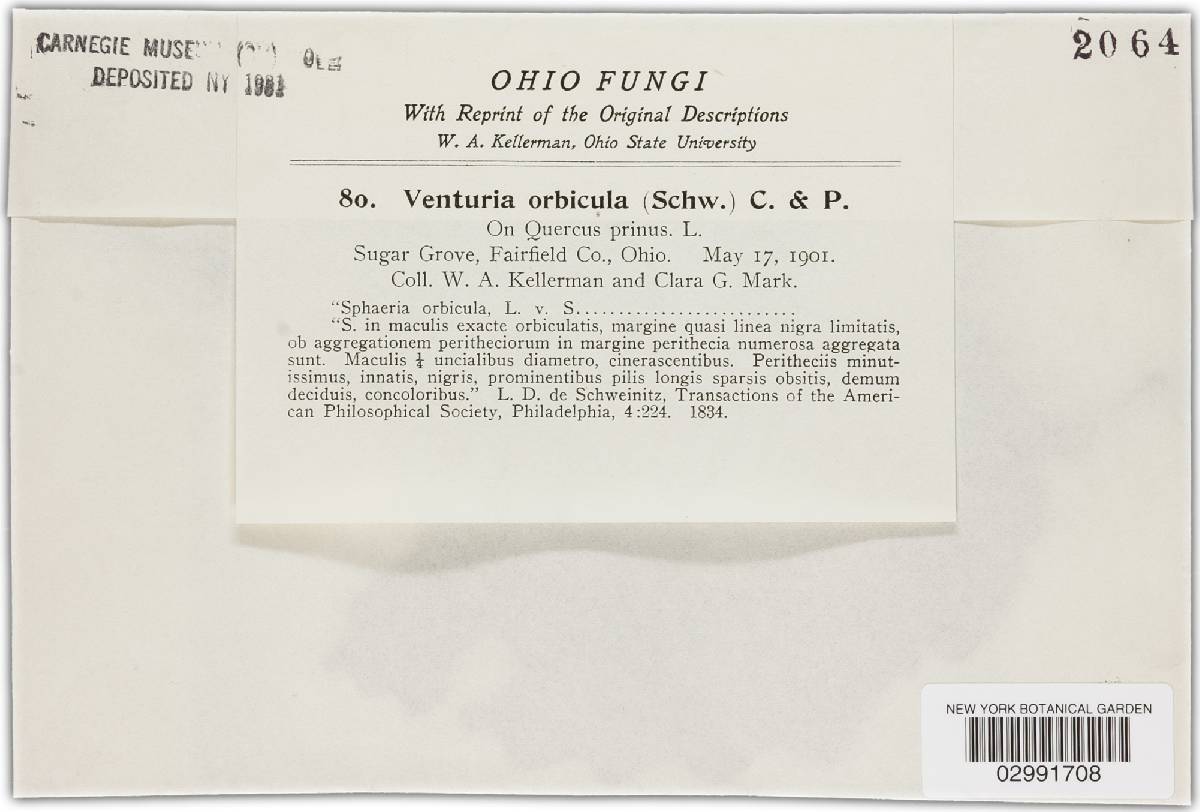 CARNEGIE
DEPOSITED NY
2064
OHIO FUNGI
With Reprint of the Original Descriptions
W. A. Kellerman, Ohio State University
80. Venturia orbicula (Schw.) C. & P.
On Quercus prinus. L.
Sugar Grove, Fairfield Co., Ohio. May 17, 1901.
Coll. W. A. Kellerman and Clara G. Mark.
"Sphaeria orbicula, L. v. S..........................
"S. in maculis exacte orbiculatis, margine quasi linea nigra limitatis,
ob aggregationem peritheciorum in margine perithecia numerosa aggregata
sunt. Maculis ¼ uncialibus diametro, cinerascentibus. Peritheciis minut-
issimus, innatis, nigris, prominentibus pilis longis sparsis obsitis, demum
deciduis, concoloribus." L. D. de Schweinitz, Transactions of the Ameri-
can Philosophical Society, Philadelphia, 4:224. 1834.
NEW YORK BOTANICAL GARDEN
02991708